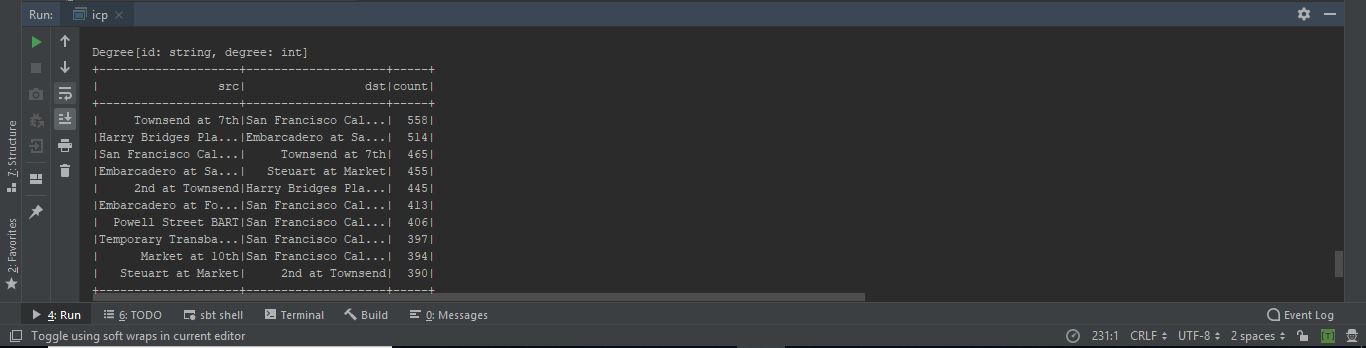 Run: icp
Degree[id: string, degree: int]
+--------------------+--------------------+-----+
|                 src|                 dst|count|
+--------------------+--------------------+-----+
|     Townsend at 7th|San Francisco Cal...|  558|
|Harry Bridges Pla...|Embarcadero at Sa...|  514|
|San Francisco Cal...|     Townsend at 7th|  465|
|Embarcadero at Sa...|   Steuart at Market|  455|
|     2nd at Townsend|Harry Bridges Pla...|  445|
|Embarcadero at Fo...|San Francisco Cal...|  413|
|  Powell Street BART|San Francisco Cal...|  406|
|Temporary Transba...|San Francisco Cal...|  397|
|      Market at 10th|San Francisco Cal...|  394|
|   Steuart at Market|     2nd at Townsend|  390|
+--------------------+--------------------+-----+
7: Structure
2: Favorites
4: Run 6: TODO sbt shell Terminal Build 0: Messages Event Log
Toggle using soft wraps in current editor 231:1 CRLF UTF-8 2 spaces